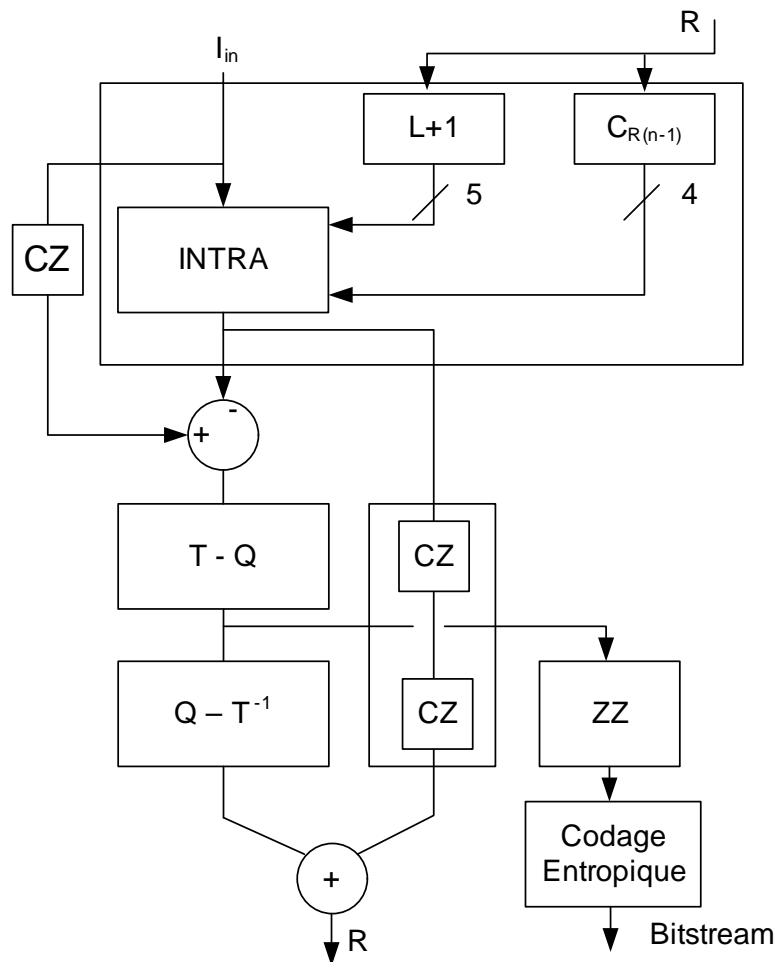 R
I_in
L+1
C_R(n-1)
5
4
CZ
INTRA
-
+
T - Q
CZ
Q – T^-1
CZ
ZZ
Codage
Entropique
+
R
Bitstream